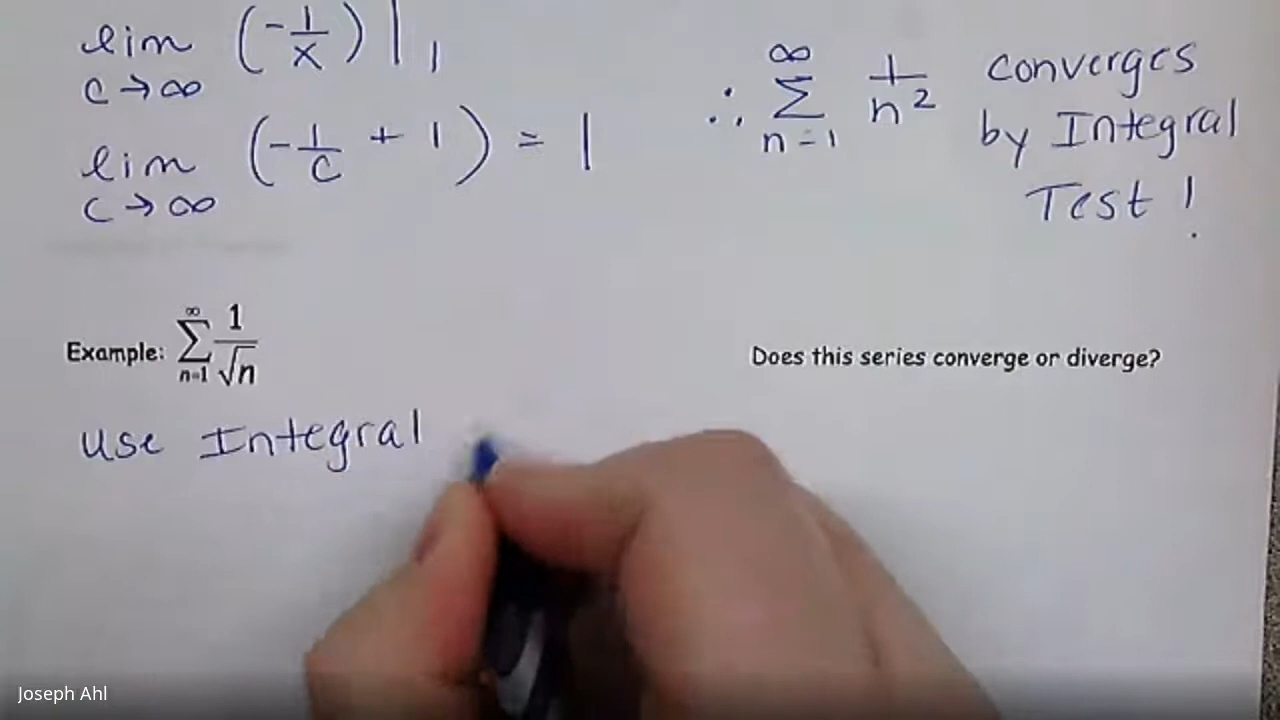 lim (-1/x) |₁
c→∞
lim (-1/c + 1) = 1
c→∞
∴ ∞∑n=1 1/n² converges
by Integral
Test !
Example: ∞∑n=1 1/√n
Does this series converge or diverge?
Use Integral
Joseph Ahl